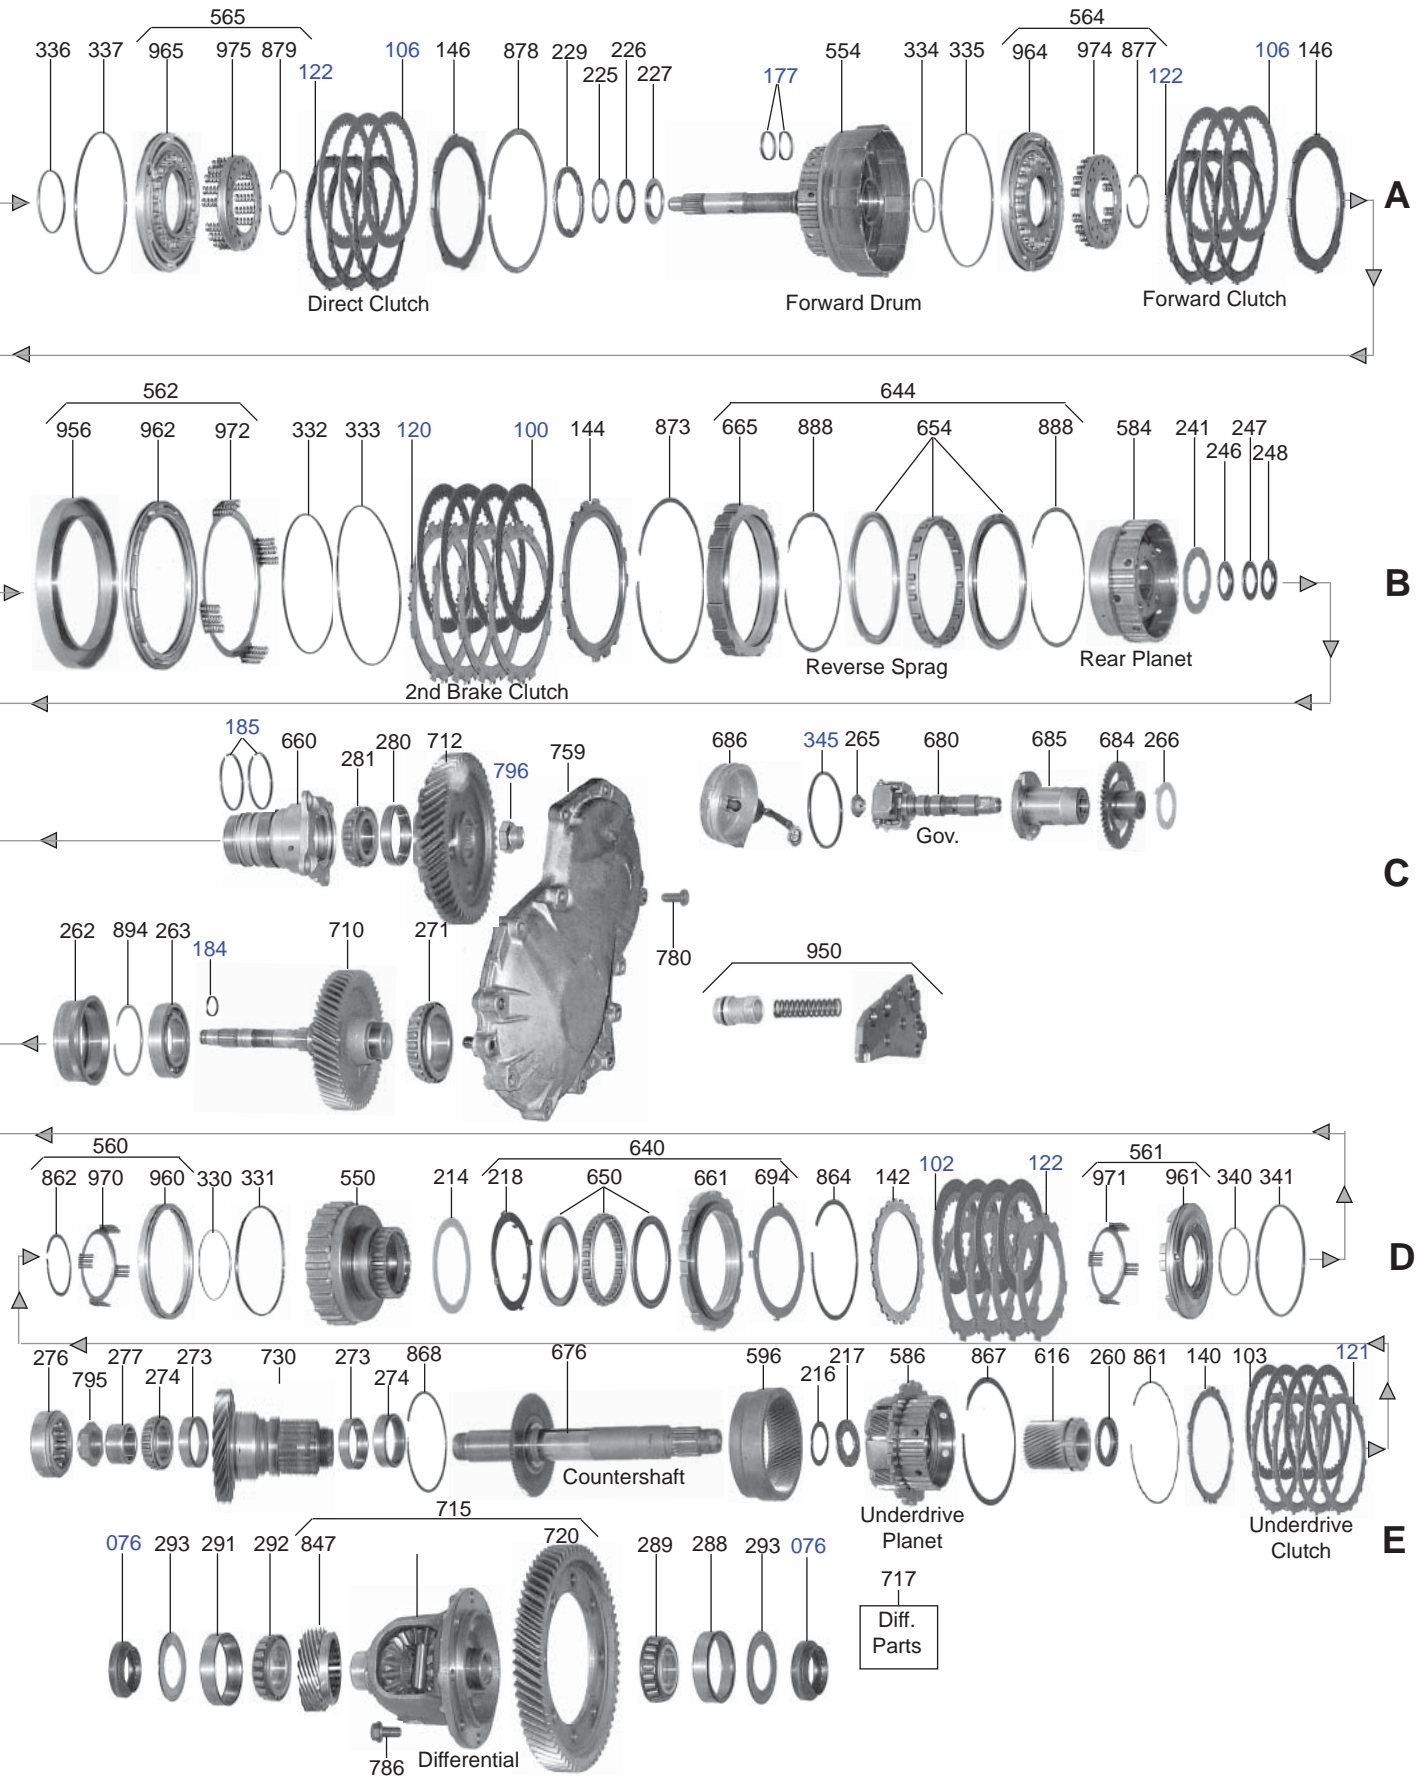 565
564
336 337 965 975 879 106 146 878 229 226 554 334 335 964 974 877 106 146
122 225 227 177 122
A
Direct Clutch
Forward Drum
Forward Clutch
562
644
956 962 972 332 333 120 100 144 873 665 888 654 888 584 241 247
246 248
B
2nd Brake Clutch
Reverse Sprag
Rear Planet
185 660 281 280 712 796 759 686 345 265 680 685 684 266
Gov.
C
262 894 263 184 710 271 780
950
560
640
561
862 970 960 330 331 550 214 218 650 661 694 864 142 102 122 971 961 340 341
D
276 795 277 274 273 730 273 274 868 676 596 216 217 586 867 616 260 861 140 103 121
Countershaft
Underdrive
Planet
Underdrive
Clutch
E
715
076 293 291 292 847 720 289 288 293 076
717
Diff.
Parts
786
Differential